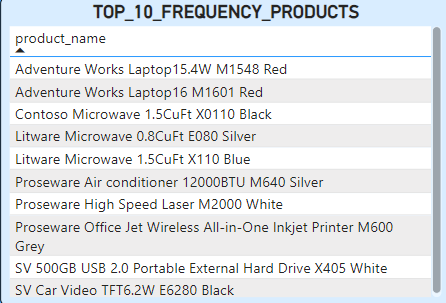 TOP_10_FREQUENCY_PRODUCTS
product_name
Adventure Works Laptop15.4W M1548 Red
Adventure Works Laptop16 M1601 Red
Contoso Microwave 1.5CuFt X0110 Black
Litware Microwave 0.8CuFt E080 Silver
Litware Microwave 1.5CuFt X110 Blue
Proseware Air conditioner 12000BTU M640 Silver
Proseware High Speed Laser M2000 White
Proseware Office Jet Wireless All-in-One Inkjet Printer M600
Grey
SV 500GB USB 2.0 Portable External Hard Drive X405 White
SV Car Video TFT6.2W E6280 Black